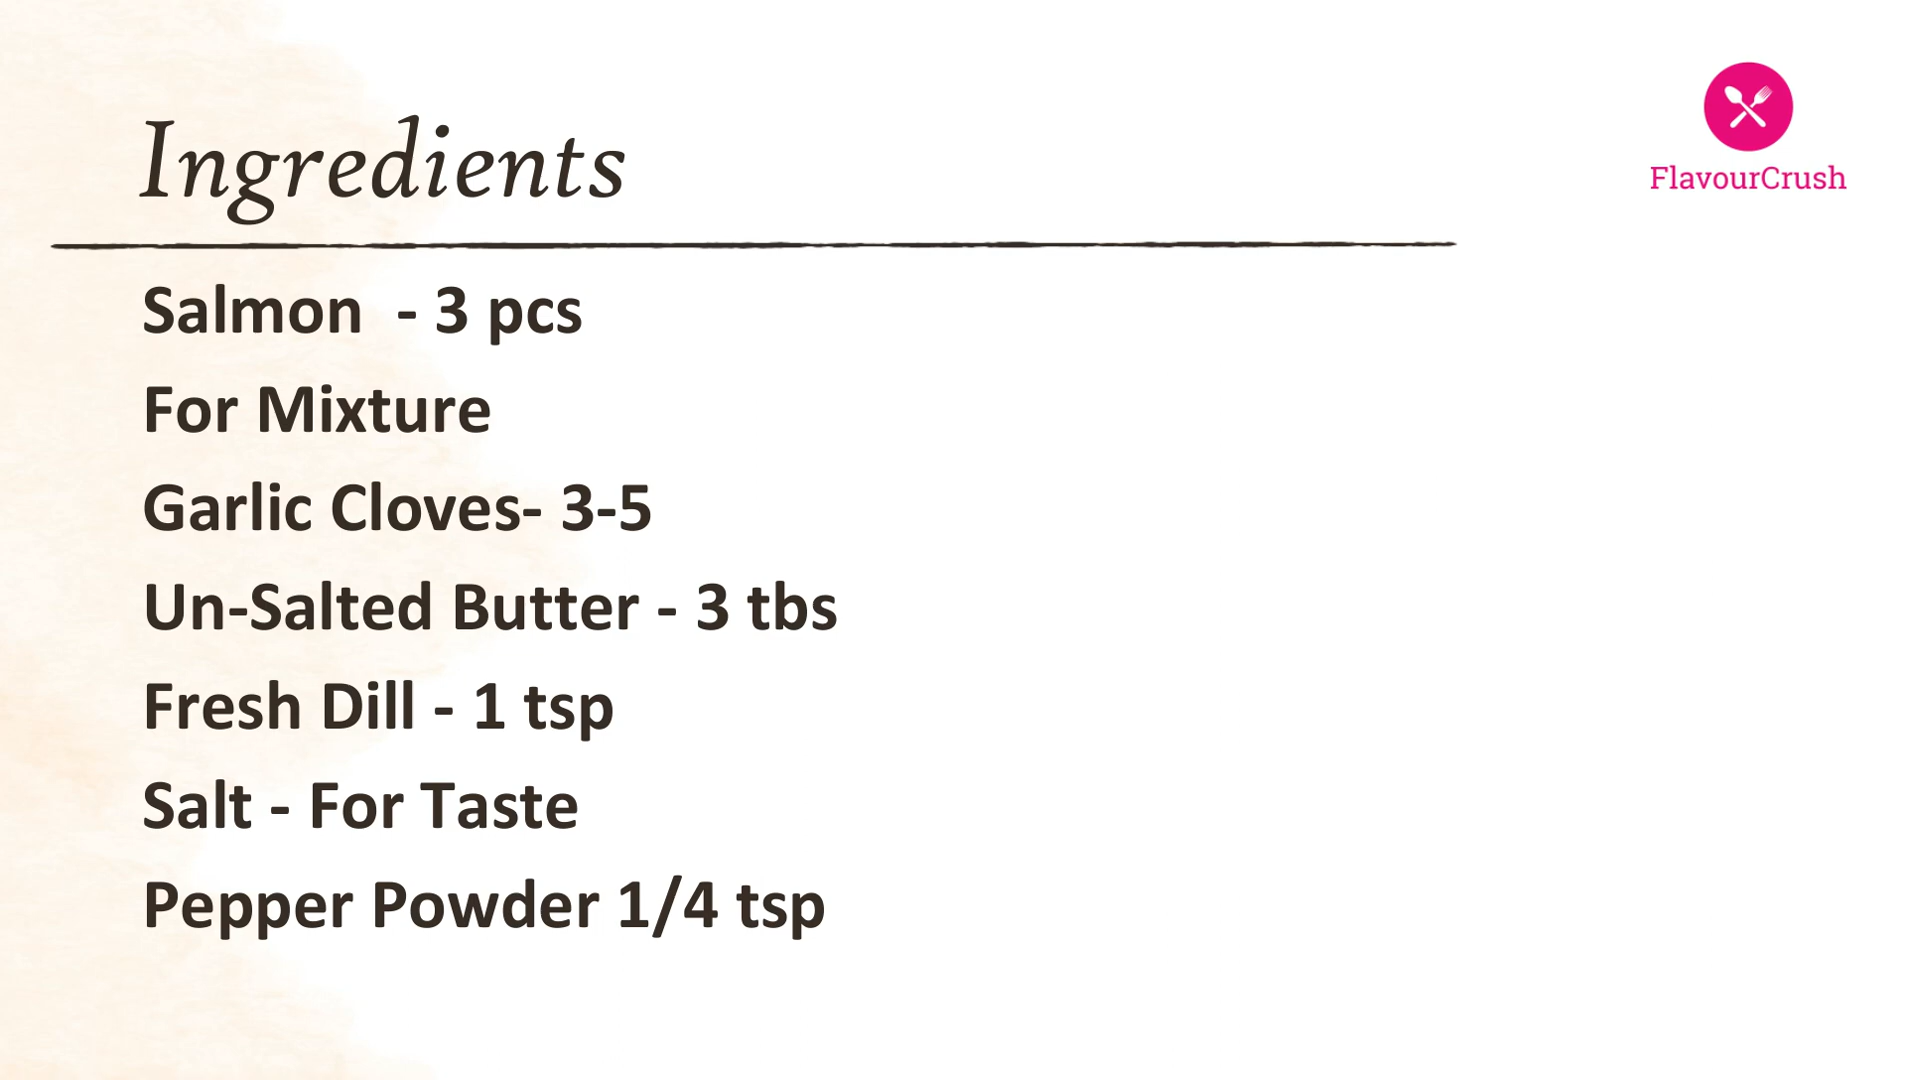 Ingredients
FlavourCrush
Salmon  - 3 pcs
For Mixture
Garlic Cloves- 3-5
Un-Salted Butter - 3 tbs
Fresh Dill - 1 tsp
Salt - For Taste
Pepper Powder 1/4 tsp